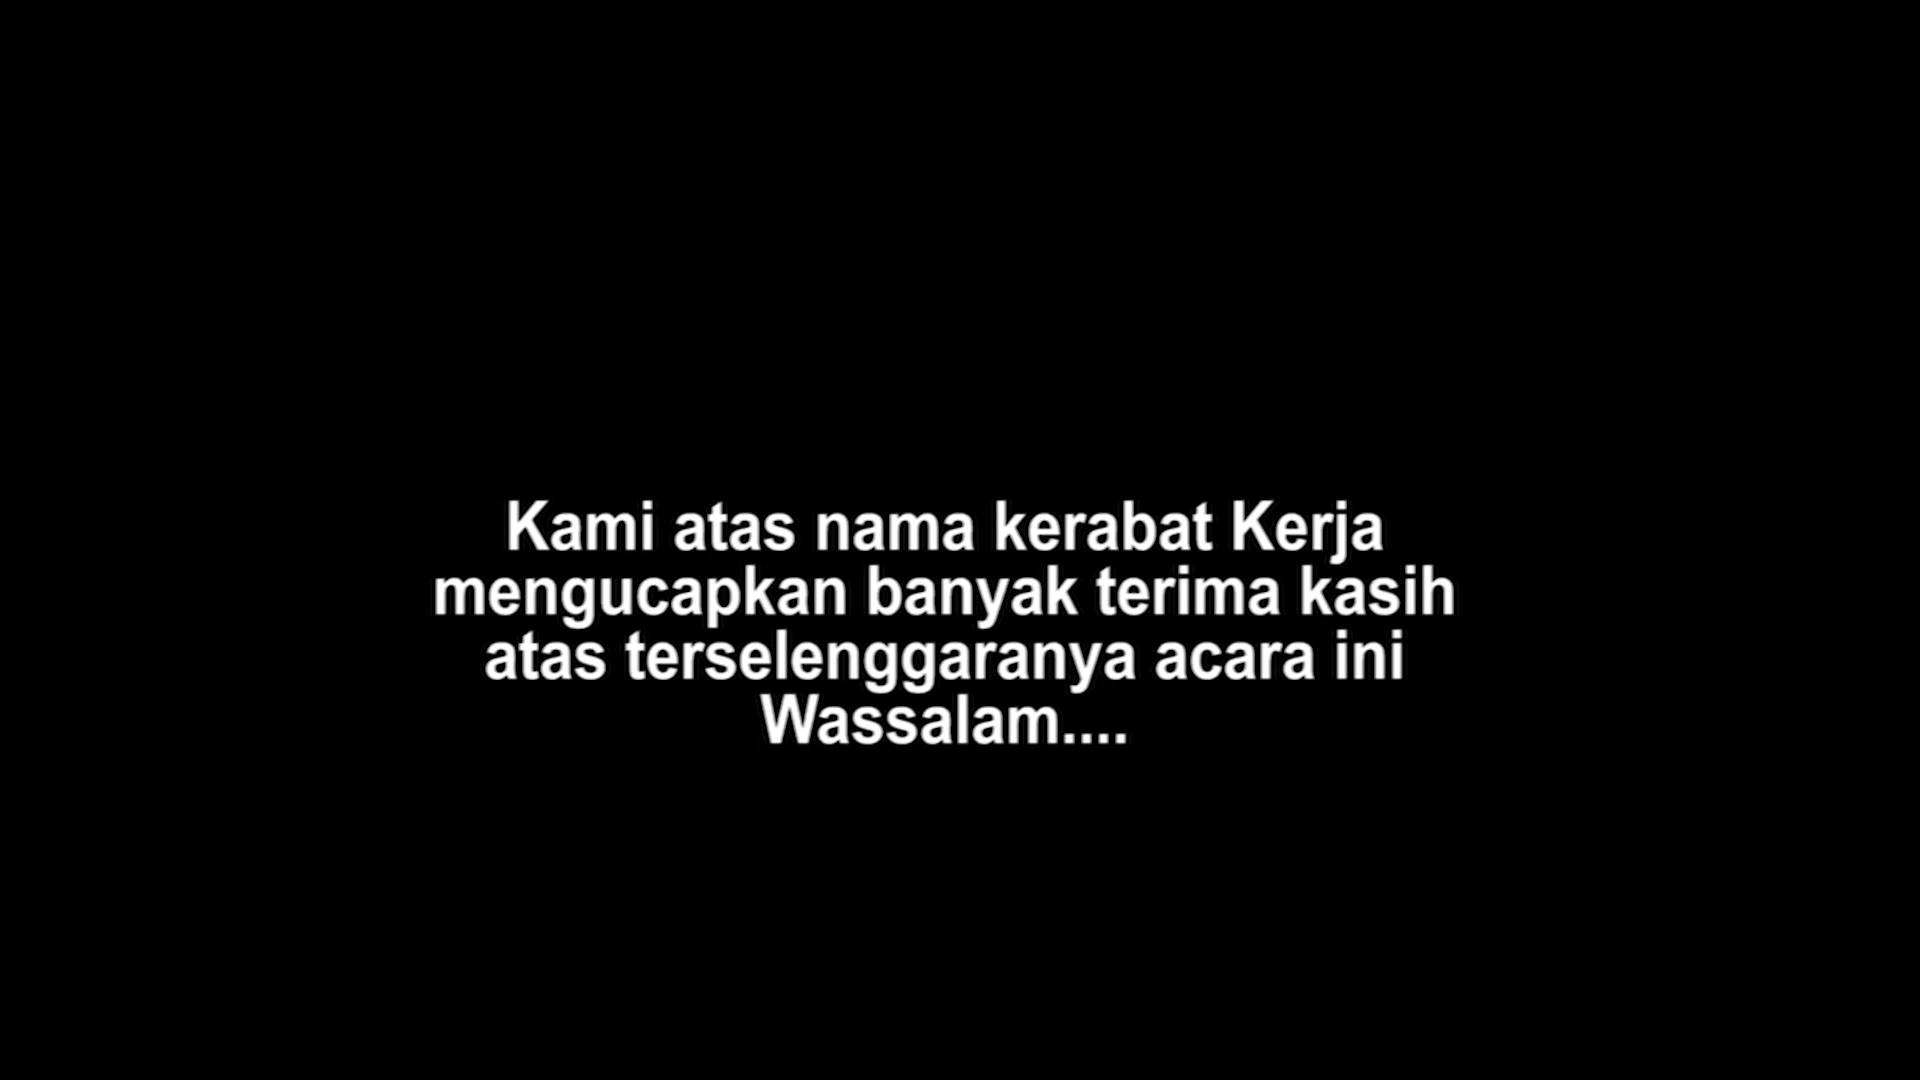 Kami atas nama kerabat Kerja
mengucapkan banyak terima kasih
atas terselenggaranya acara ini
Wassalam....